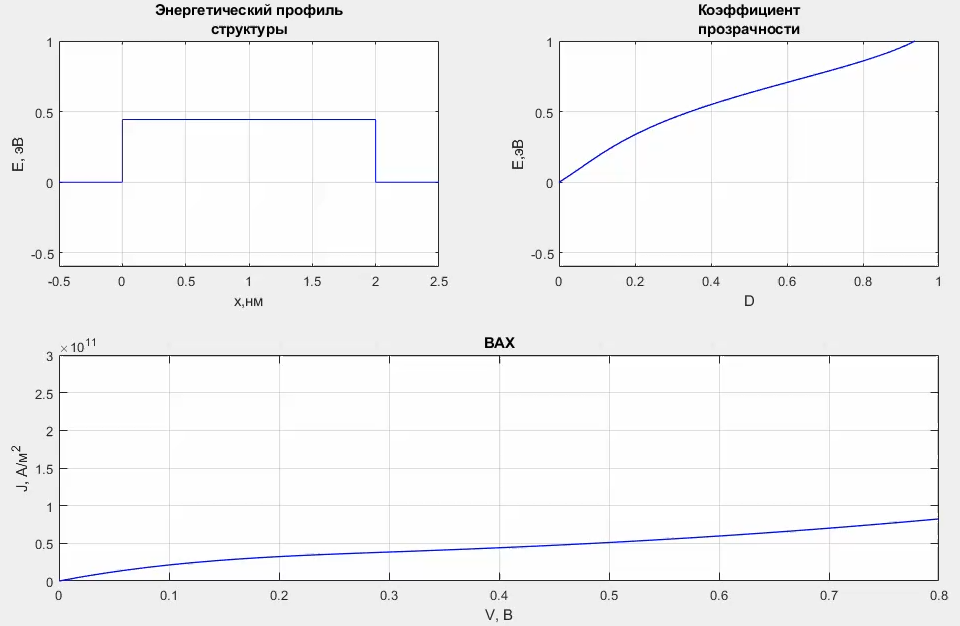 Энергетический профиль
структуры
1
0.5
0
-0.5
E, эВ
-0.5 0 0.5 1 1.5 2 2.5
x,нм
Коэффициент
прозрачности
1
0.5
0
-0.5
E,эВ
0 0.2 0.4 0.6 0.8 1
D
ВАХ
×10¹¹
3
2.5
2
1.5
1
0.5
0
J, А/м²
0 0.1 0.2 0.3 0.4 0.5 0.6 0.7 0.8
V, В